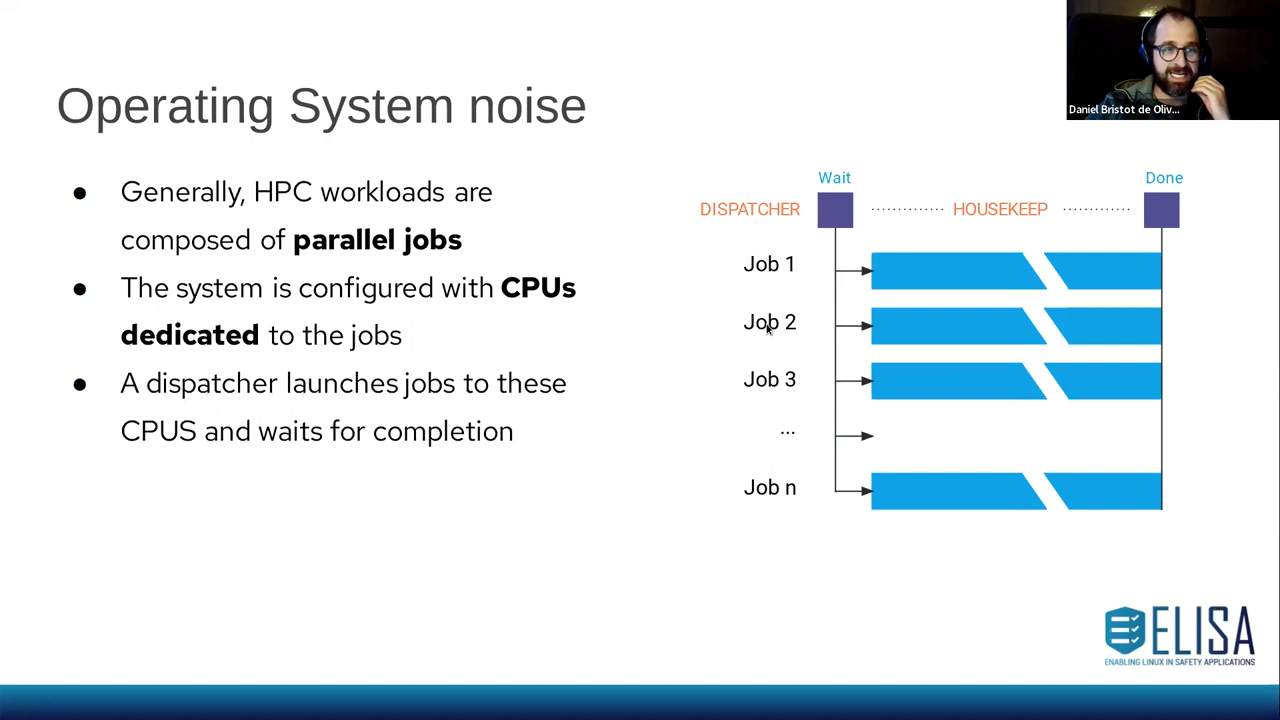 Daniel Bristot de Oliv...
Operating System noise
● Generally, HPC workloads are
composed of parallel jobs
● The system is configured with CPUs
dedicated to the jobs
● A dispatcher launches jobs to these
CPUS and waits for completion
Wait
Done
DISPATCHER
HOUSEKEEP
Job 1
Job 2
Job 3
...
Job n
ELISA
ENABLING LINUX IN SAFETY APPLICATIONS